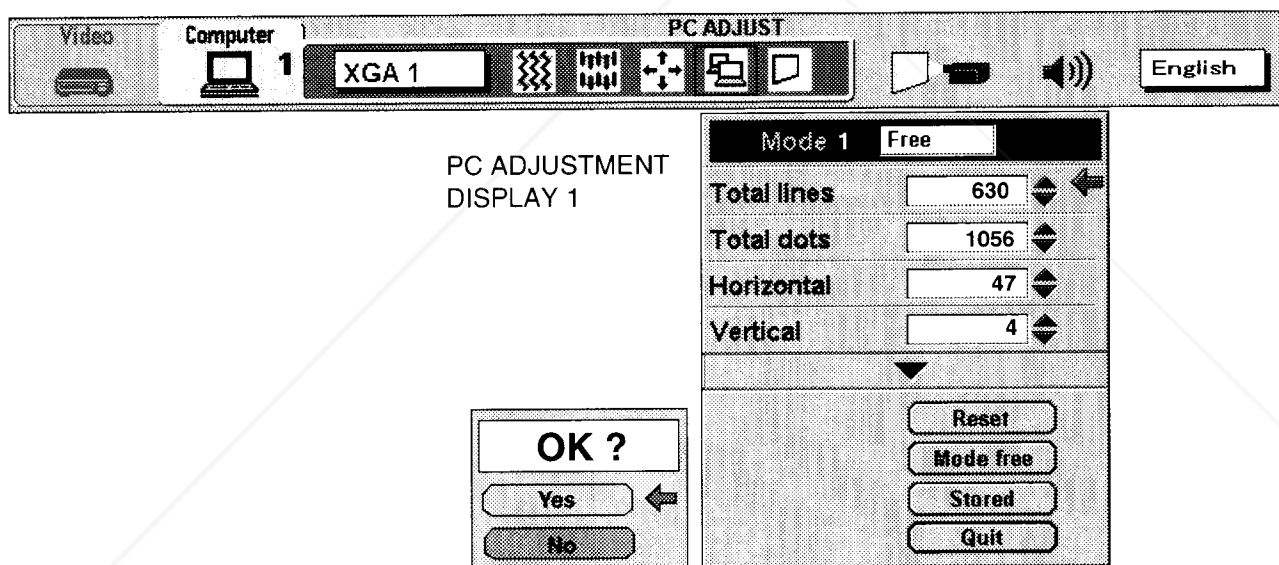 PC ADJUST
Video
Computer
1
XGA 1
English
PC ADJUSTMENT
DISPLAY 1
Mode 1 Free
Total lines 630
Total dots 1056
Horizontal 47
Vertical 4
Reset
Mode free
Stored
Quit
OK ?
Yes
No